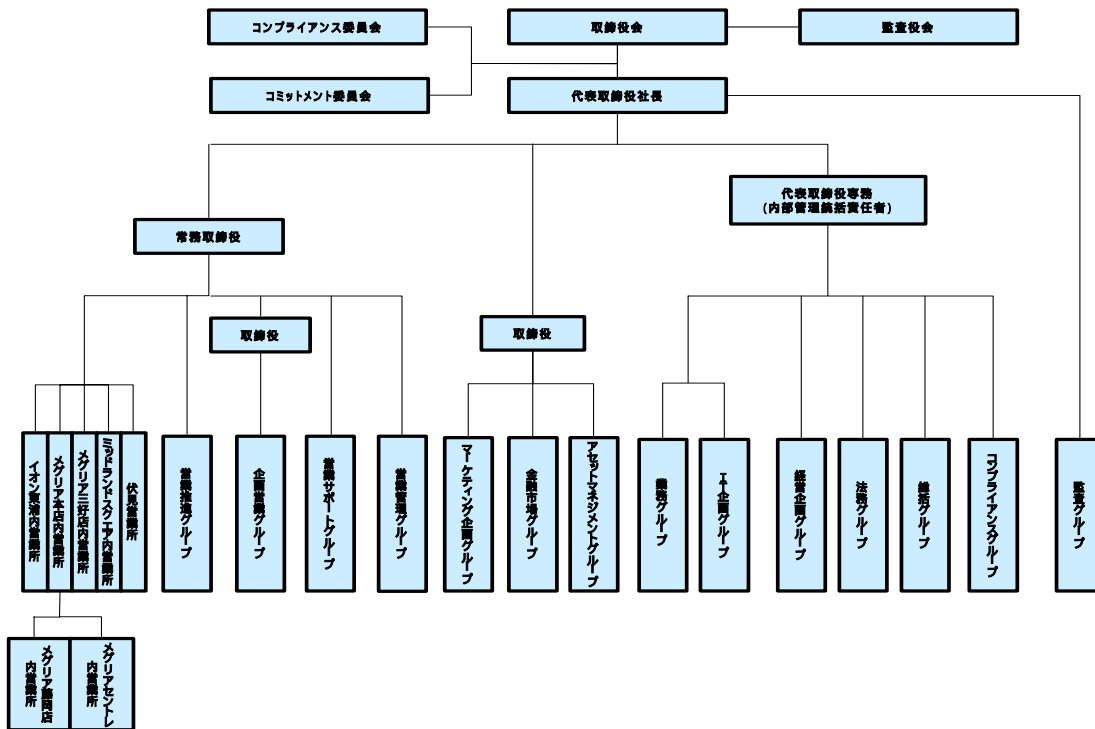 コンプライアンス委員会
取締役会
監査役会
コミットメント委員会
代表取締役社長
代表取締役専務
(内部管理統括責任者)
常務取締役
取締役
取締役
イオン東浦内営業所
メグリア本店内営業所
メグリア三好店内営業所
ミッドランドスクエア内営業所
伏見営業所
営業推進グループ
企画営業グループ
営業サポートグループ
営業管理グループ
マーケティング企画グループ
金融市場グループ
アセットマネジメントグループ
業務グループ
IT企画グループ
経営企画グループ
法務グループ
総括グループ
コンプライアンスグループ
監査グループ
メグリア藤岡店
内営業所
メグリアセントレ
内営業所